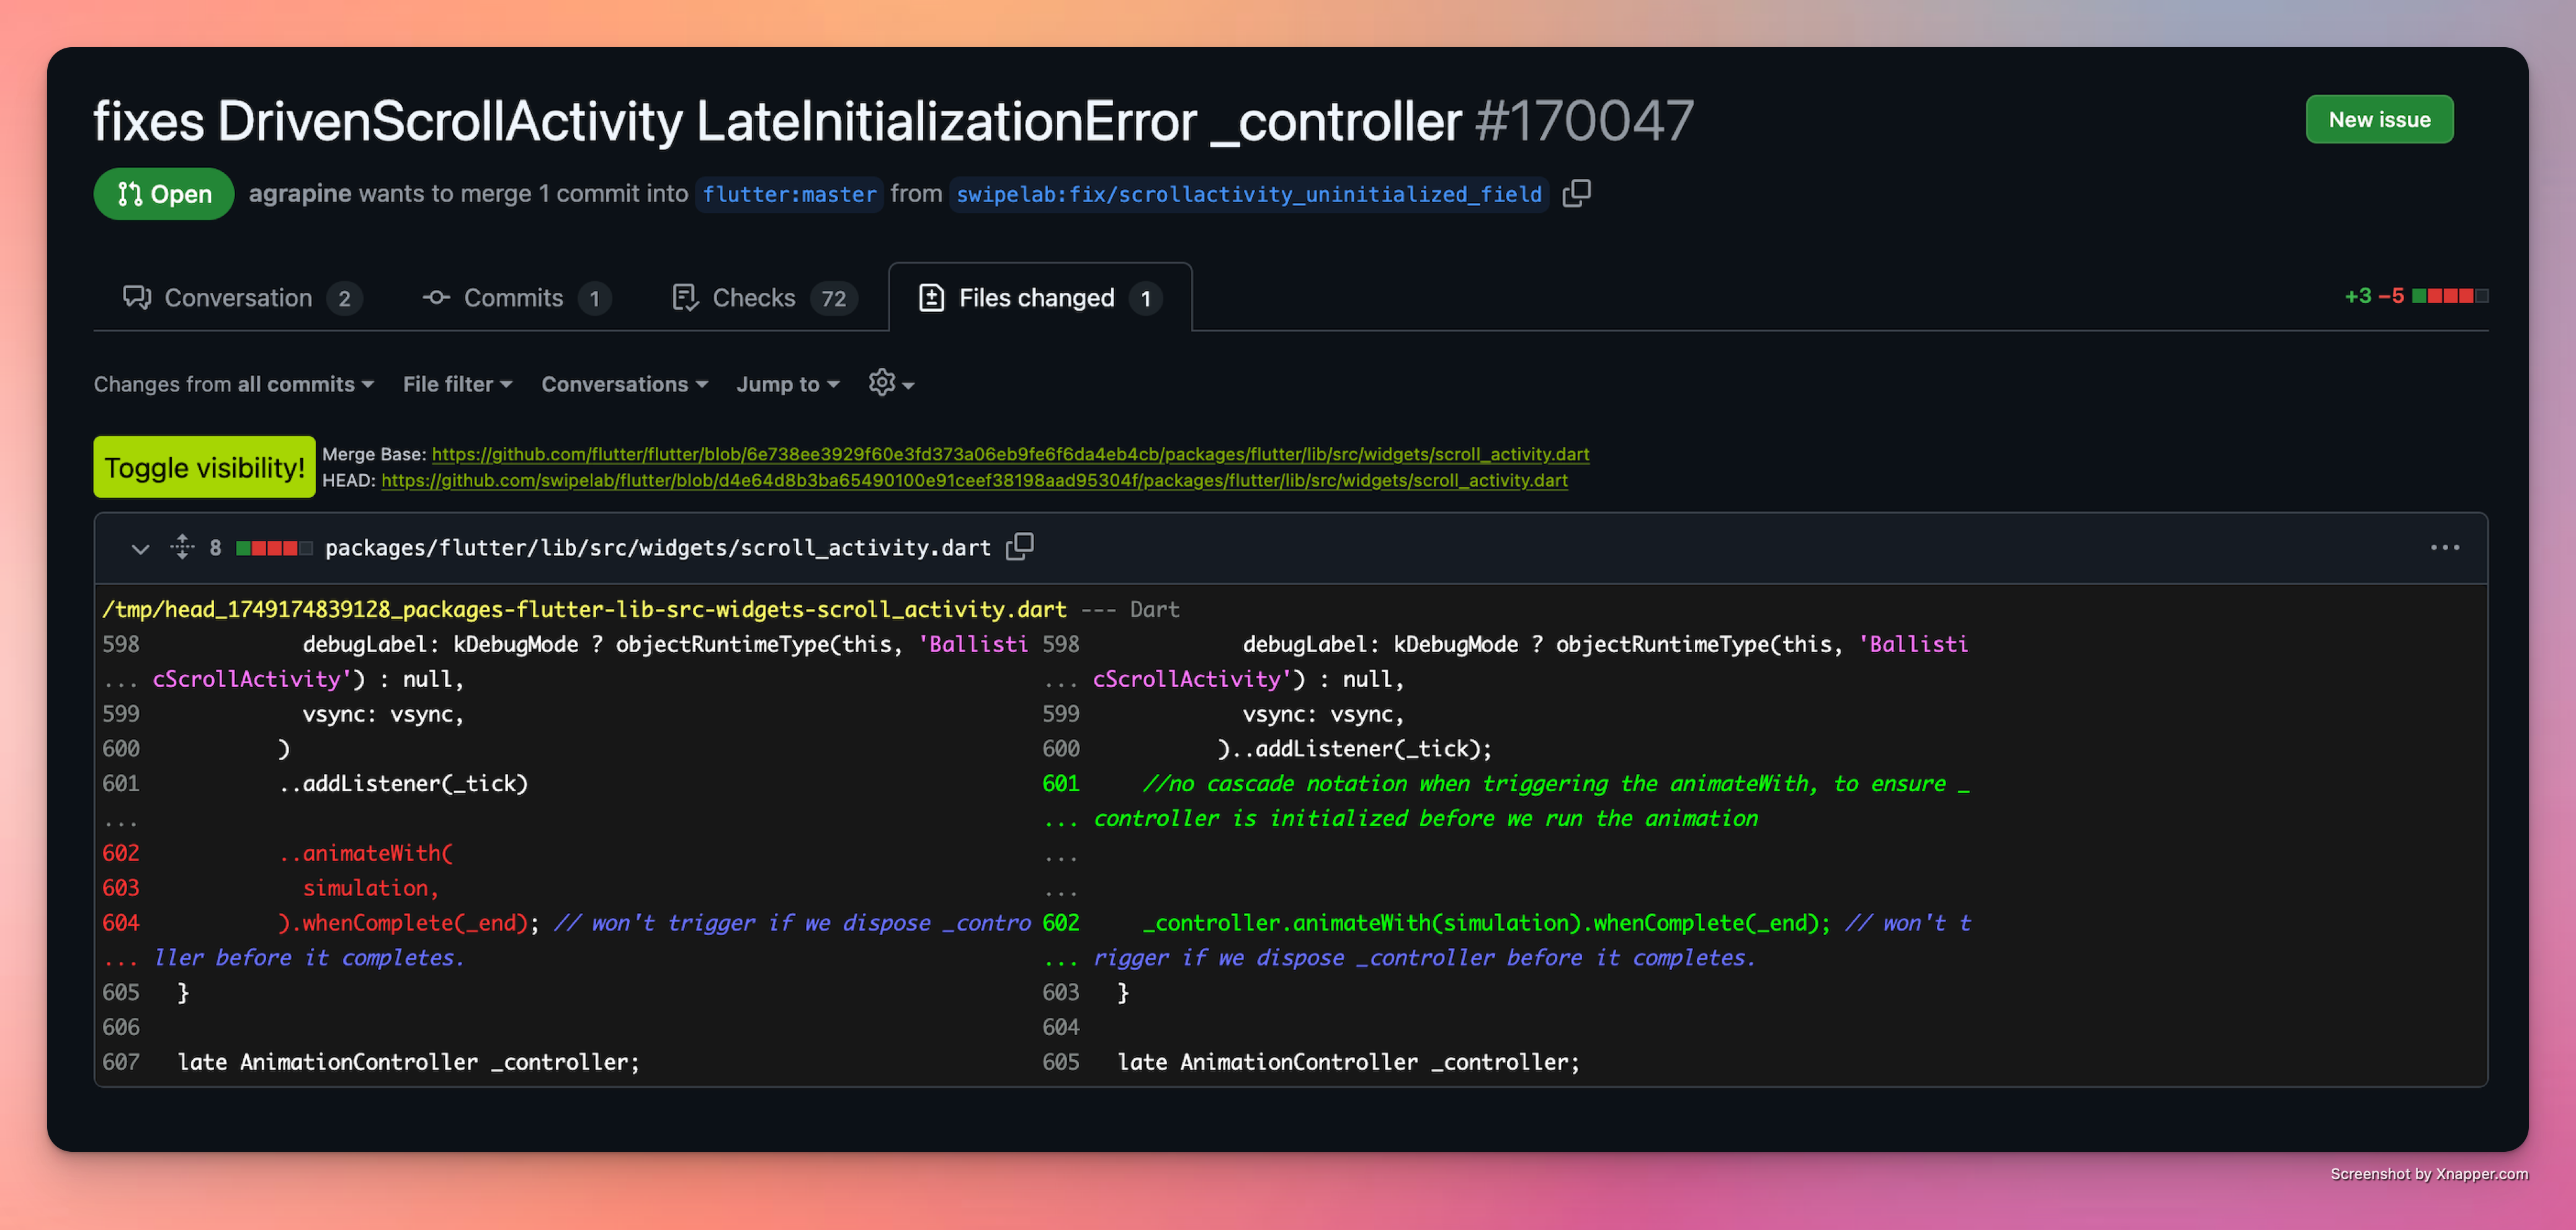 fixes DrivenScrollActivity LateInitializationError _controller #170047
New issue
Open agrapine wants to merge 1 commit into flutter:master from swipelab:fix/scrollactivity_uninitialized_field
Conversation 2 Commits 1 Checks 72 Files changed 1 +3 −5
Changes from all commits File filter Conversations Jump to
Toggle visibility!
Merge Base: https://github.com/flutter/flutter/blob/6e738ee3929f60e3fd373a06eb9fe6f6da4eb4cb/packages/flutter/lib/src/widgets/scroll_activity.dart
HEAD: https://github.com/swipelab/flutter/blob/d4e64d8b3ba65490100e91ceef38198aad95304f/packages/flutter/lib/src/widgets/scroll_activity.dart
8 packages/flutter/lib/src/widgets/scroll_activity.dart
/tmp/head_1749174839128_packages-flutter-lib-src-widgets-scroll_activity.dart --- Dart
598 debugLabel: kDebugMode ? objectRuntimeType(this, 'Ballisti 598 debugLabel: kDebugMode ? objectRuntimeType(this, 'Ballisti
... cScrollActivity') : null, ... cScrollActivity') : null,
599 vsync: vsync, 599 vsync: vsync,
600 ) 600 )..addListener(_tick);
601 ..addListener(_tick) 601 //no cascade notation when triggering the animateWith, to ensure _
... ... controller is initialized before we run the animation
602 ..animateWith( ...
603 simulation, ...
604 ).whenComplete(_end); // won't trigger if we dispose _contro 602 _controller.animateWith(simulation).whenComplete(_end); // won't t
... ller before it completes. ... rigger if we dispose _controller before it completes.
605 } 603 }
606 604
607 late AnimationController _controller; 605 late AnimationController _controller;
Screenshot by Xnapper.com